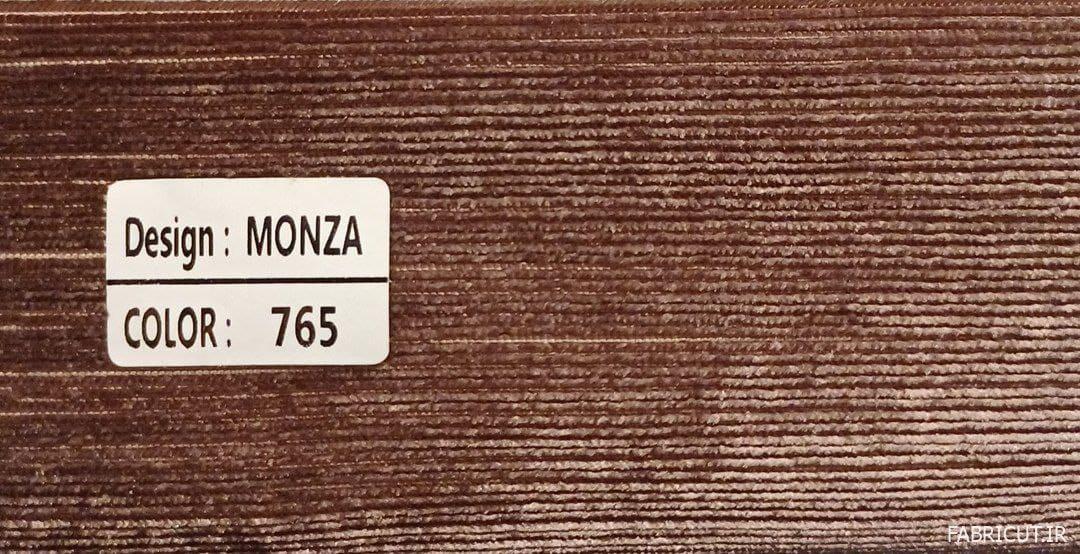 Design : MONZA
COLOR : 765
FABRICUT.IR